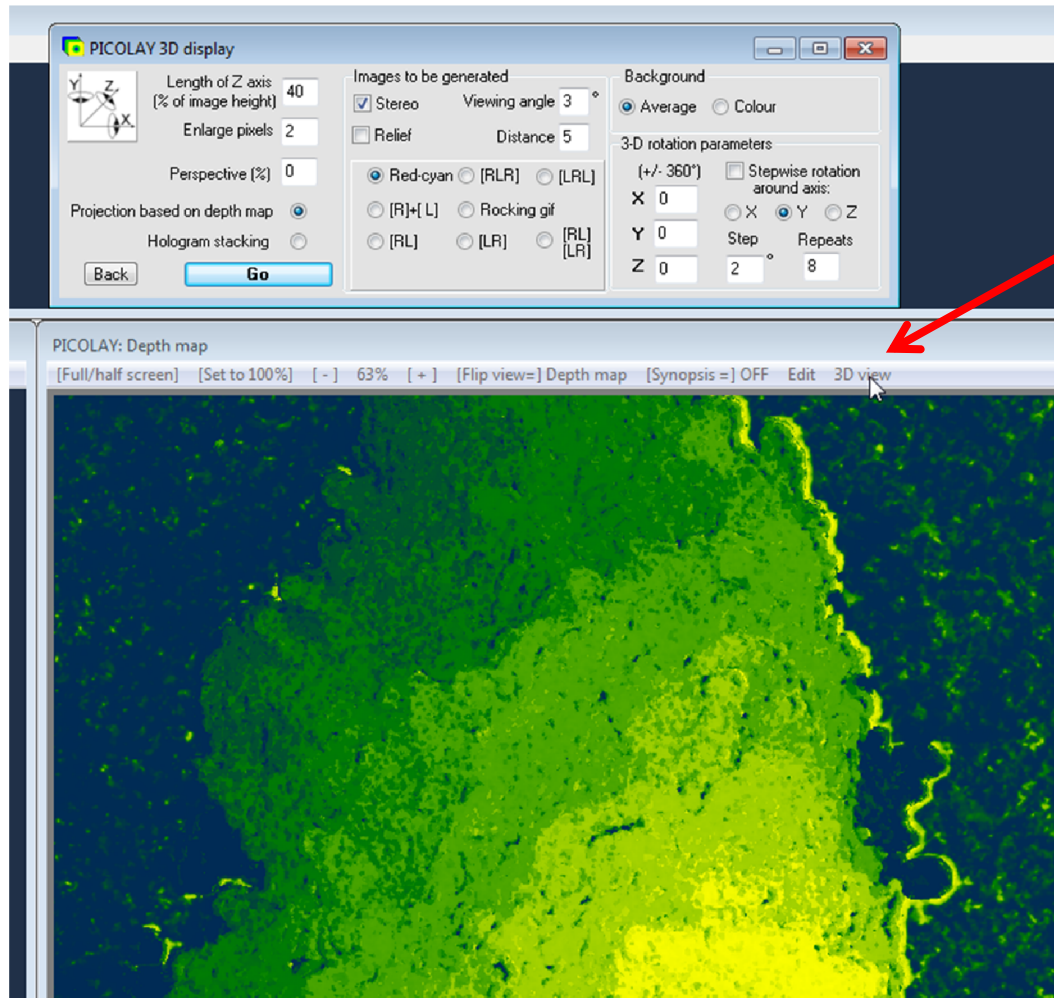 PICOLAY 3D display
Length of Z axis
(% of image height) 40
Enlarge pixels 2
Perspective (%) 0
Projection based on depth map
Hologram stacking
Back Go
Y Z
X
Images to be generated
Stereo Viewing angle 3 °
Relief Distance 5
Red-cyan [RLR] [LRL]
[R]+[ L] Rocking gif
[RL] [LR] [RL]
[LR]
Background
Average Colour
3-D rotation parameters
(+/- 360°) Stepwise rotation
around axis:
X 0 X Y Z
Y 0 Step Repeats
Z 0 2 ° 8
PICOLAY: Depth map
[Full/half screen] [Set to 100%] [ - ] 63% [ + ] [Flip view=] Depth map [Synopsis =] OFF Edit 3D view